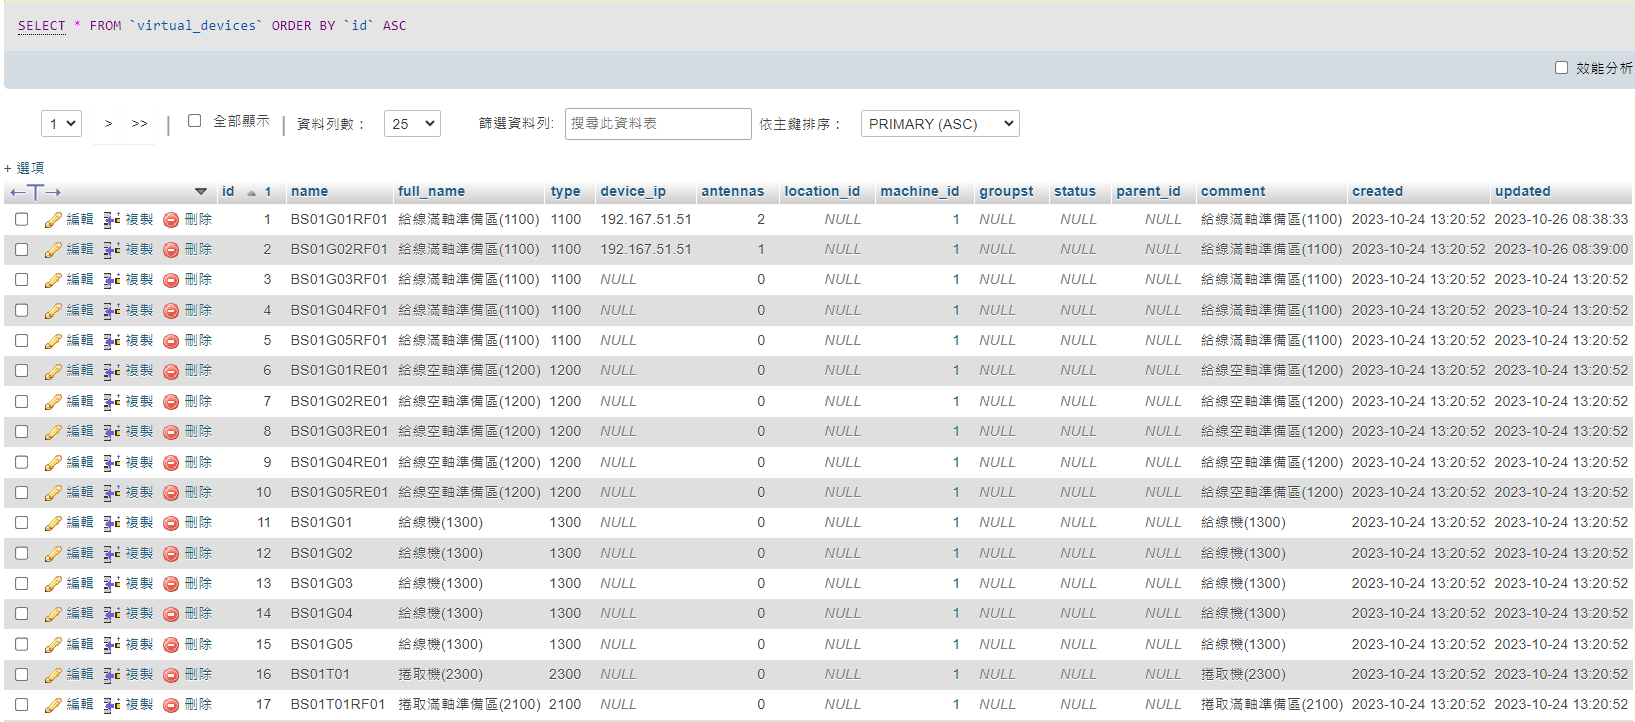 SELECT * FROM `virtual_devices` ORDER BY `id` ASC
效能分析
1 > >> | 全部顯示 | 資料列數： 25 篩選資料列: 搜尋此資料表 依主鍵排序： PRIMARY (ASC)
+ 選項
←T→ id 1 name full_name type device_ip antennas location_id machine_id groupst status parent_id comment created updated
編輯 複製 刪除 1 BS01G01RF01 給線滿軸準備區(1100) 1100 192.167.51.51 2 NULL 1 NULL NULL NULL 給線滿軸準備區(1100) 2023-10-24 13:20:52 2023-10-26 08:38:33
編輯 複製 刪除 2 BS01G02RF01 給線滿軸準備區(1100) 1100 192.167.51.51 1 NULL 1 NULL NULL NULL 給線滿軸準備區(1100) 2023-10-24 13:20:52 2023-10-26 08:39:00
編輯 複製 刪除 3 BS01G03RF01 給線滿軸準備區(1100) 1100 NULL 0 NULL 1 NULL NULL NULL 給線滿軸準備區(1100) 2023-10-24 13:20:52 2023-10-24 13:20:52
編輯 複製 刪除 4 BS01G04RF01 給線滿軸準備區(1100) 1100 NULL 0 NULL 1 NULL NULL NULL 給線滿軸準備區(1100) 2023-10-24 13:20:52 2023-10-24 13:20:52
編輯 複製 刪除 5 BS01G05RF01 給線滿軸準備區(1100) 1100 NULL 0 NULL 1 NULL NULL NULL 給線滿軸準備區(1100) 2023-10-24 13:20:52 2023-10-24 13:20:52
編輯 複製 刪除 6 BS01G01RE01 給線空軸準備區(1200) 1200 NULL 0 NULL 1 NULL NULL NULL 給線空軸準備區(1200) 2023-10-24 13:20:52 2023-10-24 13:20:52
編輯 複製 刪除 7 BS01G02RE01 給線空軸準備區(1200) 1200 NULL 0 NULL 1 NULL NULL NULL 給線空軸準備區(1200) 2023-10-24 13:20:52 2023-10-24 13:20:52
編輯 複製 刪除 8 BS01G03RE01 給線空軸準備區(1200) 1200 NULL 0 NULL 1 NULL NULL NULL 給線空軸準備區(1200) 2023-10-24 13:20:52 2023-10-24 13:20:52
編輯 複製 刪除 9 BS01G04RE01 給線空軸準備區(1200) 1200 NULL 0 NULL 1 NULL NULL NULL 給線空軸準備區(1200) 2023-10-24 13:20:52 2023-10-24 13:20:52
編輯 複製 刪除 10 BS01G05RE01 給線空軸準備區(1200) 1200 NULL 0 NULL 1 NULL NULL NULL 給線空軸準備區(1200) 2023-10-24 13:20:52 2023-10-24 13:20:52
編輯 複製 刪除 11 BS01G01 給線機(1300) 1300 NULL 0 NULL 1 NULL NULL NULL 給線機(1300) 2023-10-24 13:20:52 2023-10-24 13:20:52
編輯 複製 刪除 12 BS01G02 給線機(1300) 1300 NULL 0 NULL 1 NULL NULL NULL 給線機(1300) 2023-10-24 13:20:52 2023-10-24 13:20:52
編輯 複製 刪除 13 BS01G03 給線機(1300) 1300 NULL 0 NULL 1 NULL NULL NULL 給線機(1300) 2023-10-24 13:20:52 2023-10-24 13:20:52
編輯 複製 刪除 14 BS01G04 給線機(1300) 1300 NULL 0 NULL 1 NULL NULL NULL 給線機(1300) 2023-10-24 13:20:52 2023-10-24 13:20:52
編輯 複製 刪除 15 BS01G05 給線機(1300) 1300 NULL 0 NULL 1 NULL NULL NULL 給線機(1300) 2023-10-24 13:20:52 2023-10-24 13:20:52
編輯 複製 刪除 16 BS01T01 捲取機(2300) 2300 NULL 0 NULL 1 NULL NULL NULL 捲取機(2300) 2023-10-24 13:20:52 2023-10-24 13:20:52
編輯 複製 刪除 17 BS01T01RF01 捲取滿軸準備區(2100) 2100 NULL 0 NULL 1 NULL NULL NULL 捲取滿軸準備區(2100) 2023-10-24 13:20:52 2023-10-24 13:20:52